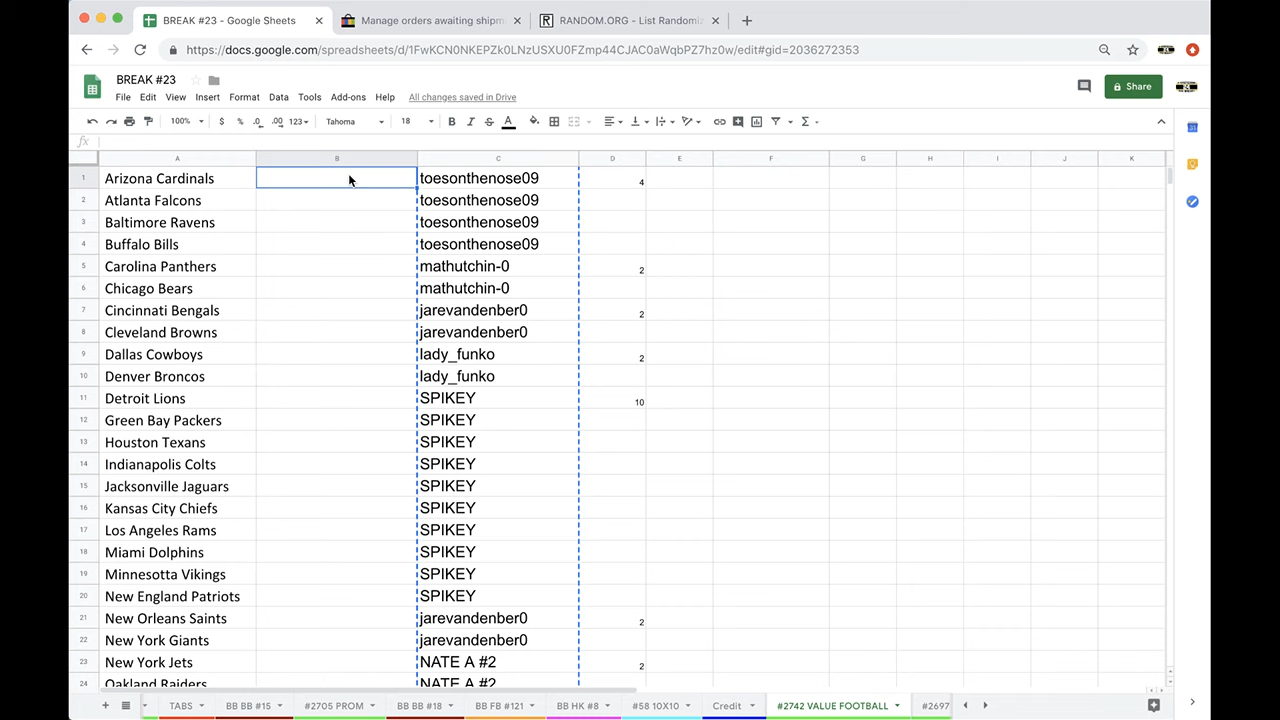 BREAK #23 - Google Sheets × Manage orders awaiting shipm × RANDOM.ORG - List Randomiz × +
https://docs.google.com/spreadsheets/d/1FwKCN0NKEPZk0LNzUSXU0FZmp44CJAC0aWqbPZ7hz0w/edit#gid=2036272353
BREAK #23
File Edit View Insert Format Data Tools Add-ons Help All changes saved in Drive
Share
100% $ % .0 .00 123 Tahoma 18 B I S A
fx
A B C D E F G H I J K
1 Arizona Cardinals toesonthenose09 4
2 Atlanta Falcons toesonthenose09
3 Baltimore Ravens toesonthenose09
4 Buffalo Bills toesonthenose09
5 Carolina Panthers mathutchin-0 2
6 Chicago Bears mathutchin-0
7 Cincinnati Bengals jarevandenber0 2
8 Cleveland Browns jarevandenber0
9 Dallas Cowboys lady_funko 2
10 Denver Broncos lady_funko
11 Detroit Lions SPIKEY 10
12 Green Bay Packers SPIKEY
13 Houston Texans SPIKEY
14 Indianapolis Colts SPIKEY
15 Jacksonville Jaguars SPIKEY
16 Kansas City Chiefs SPIKEY
17 Los Angeles Rams SPIKEY
18 Miami Dolphins SPIKEY
19 Minnesotta Vikings SPIKEY
20 New England Patriots SPIKEY
21 New Orleans Saints jarevandenber0 2
22 New York Giants jarevandenber0
23 New York Jets NATE A #2 2
24 Oakland Raiders NATE A #2
+ TABS BB BB #15 #2705 PROM BB BB #18 BB FB #121 BB HK #8 #58 10X10 Credit #2742 VALUE FOOTBALL #2697